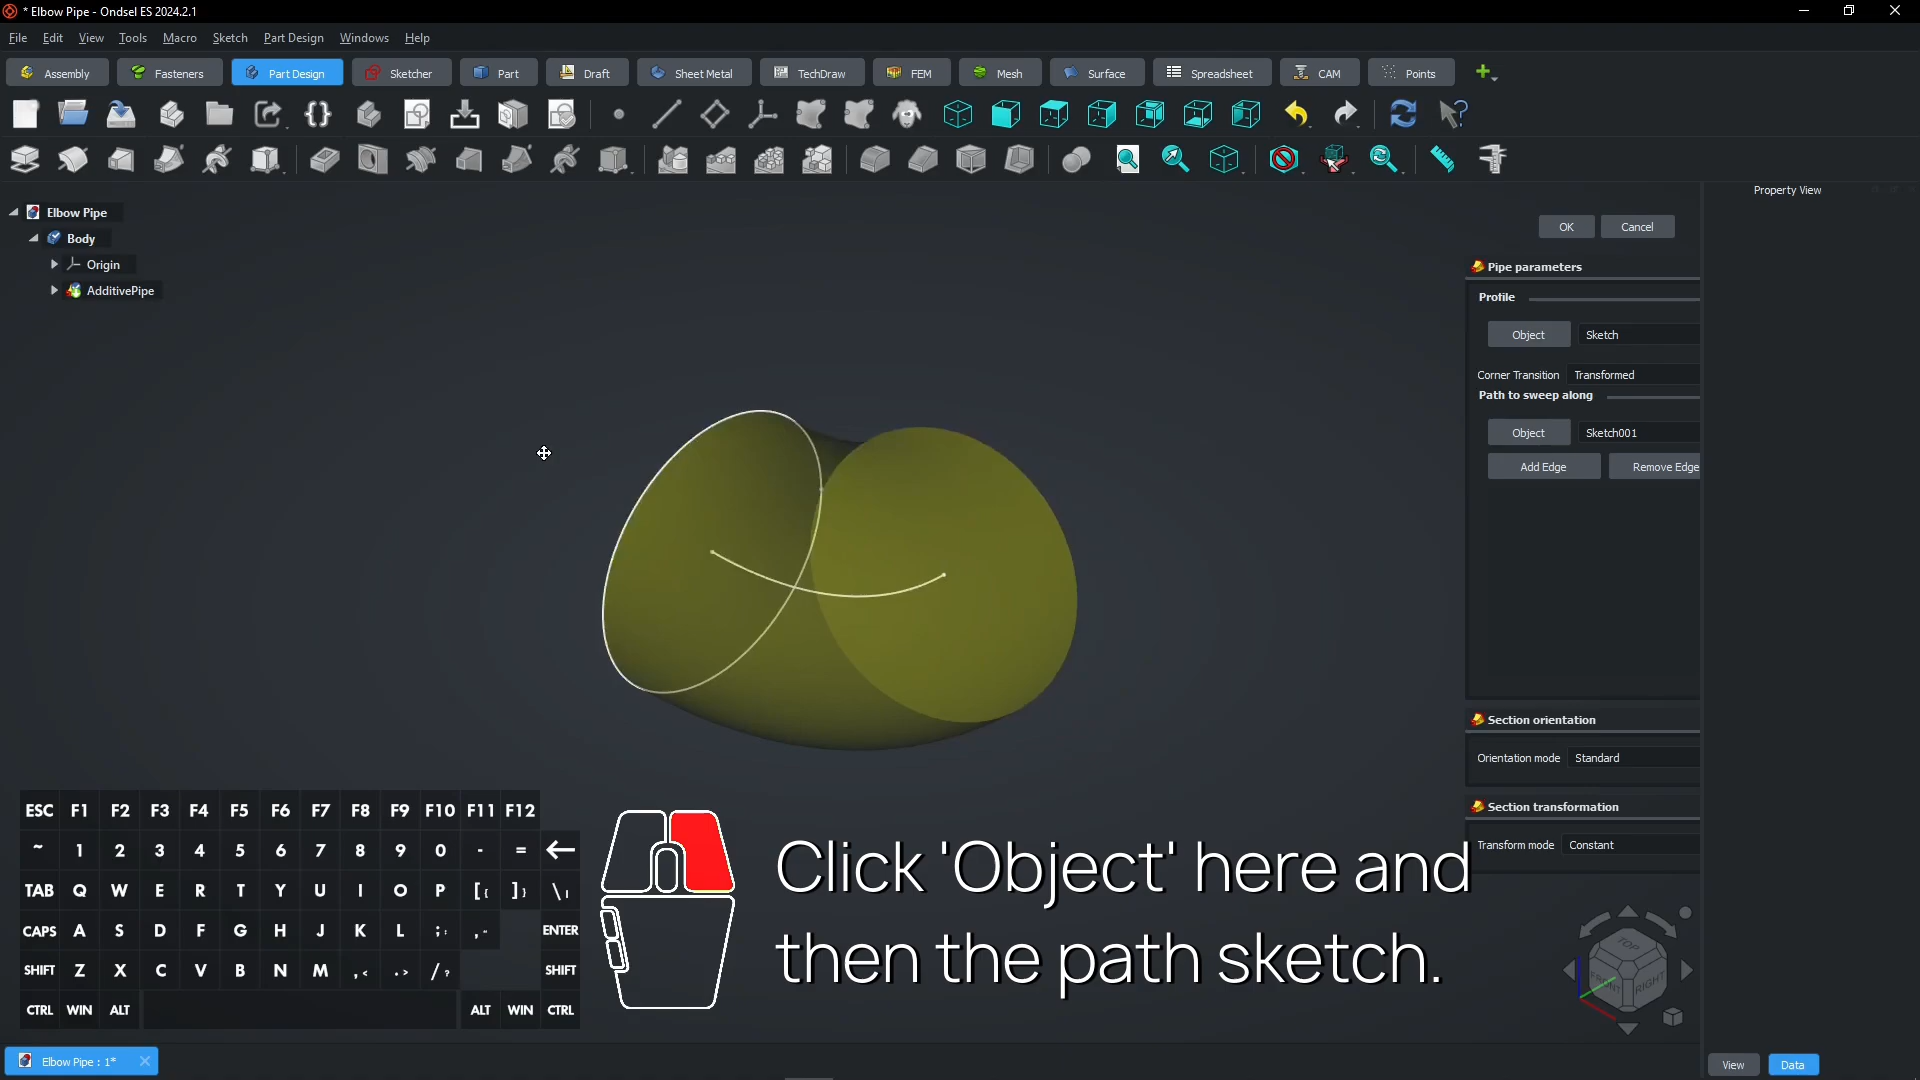 * Elbow Pipe - Ondsel ES 2024.2.1
File Edit View Tools Macro Sketch Part Design Windows Help
Assembly Fasteners Part Design Sketcher Part Draft Sheet Metal TechDraw FEM Mesh Surface Spreadsheet CAM Points
Property View
Elbow Pipe
Body
Origin
AdditivePipe
OK Cancel
Pipe parameters
Profile
Object Sketch
Corner Transition Transformed
Path to sweep along
Object Sketch001
Add Edge Remove Edge
Section orientation
Orientation mode Standard
Section transformation
Transform mode Constant
ESC F1 F2 F3 F4 F5 F6 F7 F8 F9 F10 F11 F12
~ 1 2 3 4 5 6 7 8 9 0 - = ←
TAB Q W E R T Y U I O P [{ ]} \|
CAPS A S D F G H J K L ;: ,“ ENTER
SHIFT Z X C V B N M ,< .> /? SHIFT
CTRL WIN ALT ALT WIN CTRL
Click 'Object' here and
then the path sketch.
TOP
FRONT RIGHT
Elbow Pipe : 1*
View Data